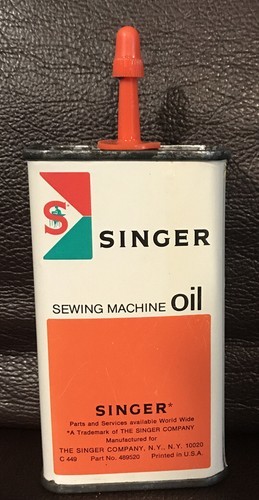 S
SINGER
SEWING MACHINE oil
SINGER*
Parts and Services available World Wide
*A Trademark of THE SINGER COMPANY
Manufactured for
THE SINGER COMPANY, N.Y., N.Y. 10020
C 449 Part No. 489520 Printed in U.S.A.